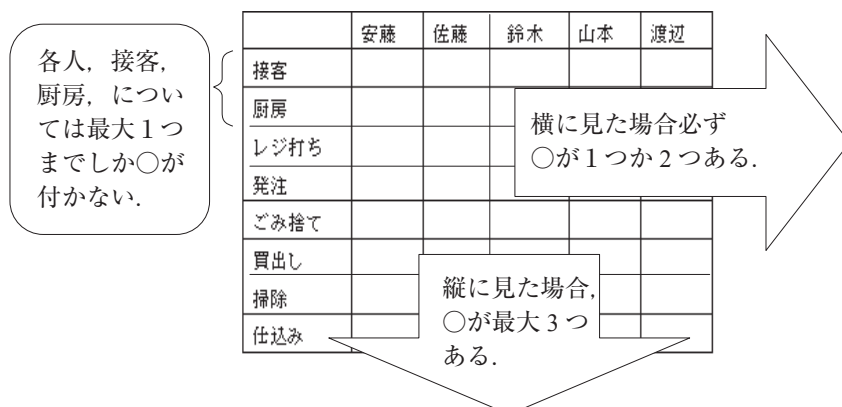 安藤 佐藤 鈴木 山本 渡辺
各人，接客，
厨房，につい
ては最大１つ
までしか○が
付かない．
接客
厨房
レジ打ち
発注
ごみ捨て
買出し
掃除
仕込み
横に見た場合必ず
○が１つか２つある．
縦に見た場合，
○が最大３つ
ある．